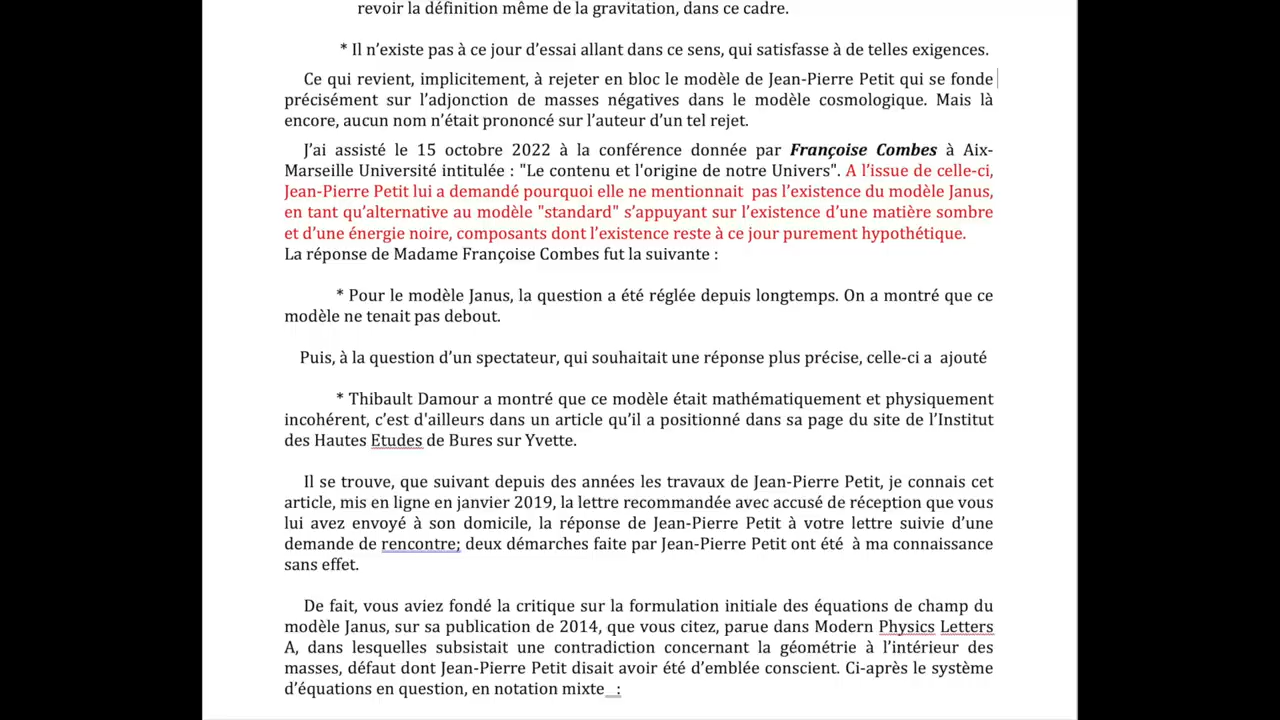 revoir la définition même de la gravitation, dans ce cadre.
* Il n’existe pas à ce jour d’essai allant dans ce sens, qui satisfasse à de telles exigences.
Ce qui revient, implicitement, à rejeter en bloc le modèle de Jean-Pierre Petit qui se fonde
précisément sur l’adjonction de masses négatives dans le modèle cosmologique. Mais là
encore, aucun nom n’était prononcé sur l’auteur d’un tel rejet.
J’ai assisté le 15 octobre 2022 à la conférence donnée par Françoise Combes à Aix-
Marseille Université intitulée : "Le contenu et l'origine de notre Univers". A l’issue de celle-ci,
Jean-Pierre Petit lui a demandé pourquoi elle ne mentionnait pas l’existence du modèle Janus,
en tant qu’alternative au modèle "standard" s’appuyant sur l’existence d’une matière sombre
et d’une énergie noire, composants dont l’existence reste à ce jour purement hypothétique.
La réponse de Madame Françoise Combes fut la suivante :
* Pour le modèle Janus, la question a été réglée depuis longtemps. On a montré que ce
modèle ne tenait pas debout.
Puis, à la question d’un spectateur, qui souhaitait une réponse plus précise, celle-ci a ajouté
* Thibault Damour a montré que ce modèle était mathématiquement et physiquement
incohérent, c’est d'ailleurs dans un article qu’il a positionné dans sa page du site de l’Institut
des Hautes Etudes de Bures sur Yvette.
Il se trouve, que suivant depuis des années les travaux de Jean-Pierre Petit, je connais cet
article, mis en ligne en janvier 2019, la lettre recommandée avec accusé de réception que vous
lui avez envoyé à son domicile, la réponse de Jean-Pierre Petit à votre lettre suivie d’une
demande de rencontre; deux démarches faite par Jean-Pierre Petit ont été à ma connaissance
sans effet.
De fait, vous aviez fondé la critique sur la formulation initiale des équations de champ du
modèle Janus, sur sa publication de 2014, que vous citez, parue dans Modern Physics Letters
A, dans lesquelles subsistait une contradiction concernant la géométrie à l’intérieur des
masses, défaut dont Jean-Pierre Petit disait avoir été d’emblée conscient. Ci-après le système
d’équations en question, en notation mixte :